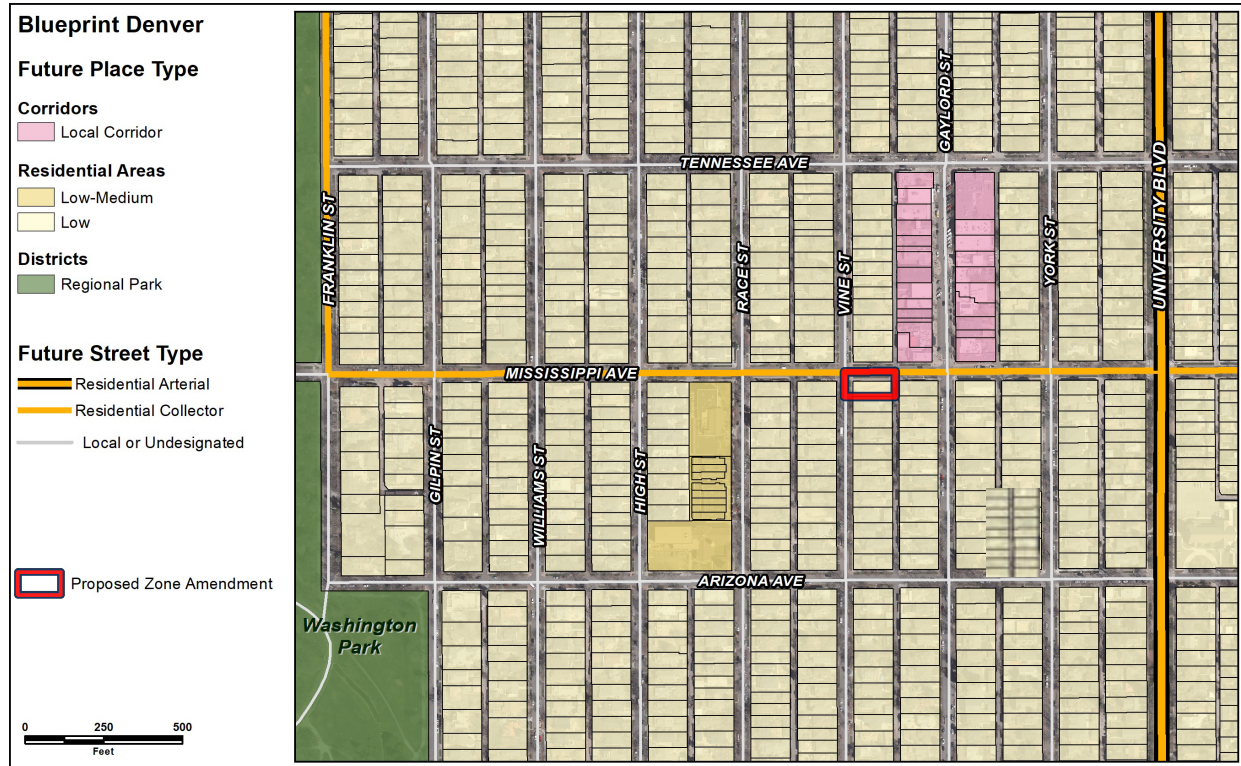 Blueprint Denver
Future Place Type
Corridors
Local Corridor
Residential Areas
Low-Medium
Low
Districts
Regional Park
Future Street Type
Residential Arterial
Residential Collector
Local or Undesignated
Proposed Zone Amendment
0 250 500
Feet
TENNESSEE AVE
GAYLORD ST
UNIVERSITY BLVD
FRANKLIN ST
RACE ST
VINE ST
YORK ST
MISSISSIPPI AVE
GILPIN ST
WILLIAMS ST
HIGH ST
ARIZONA AVE
Washington
Park